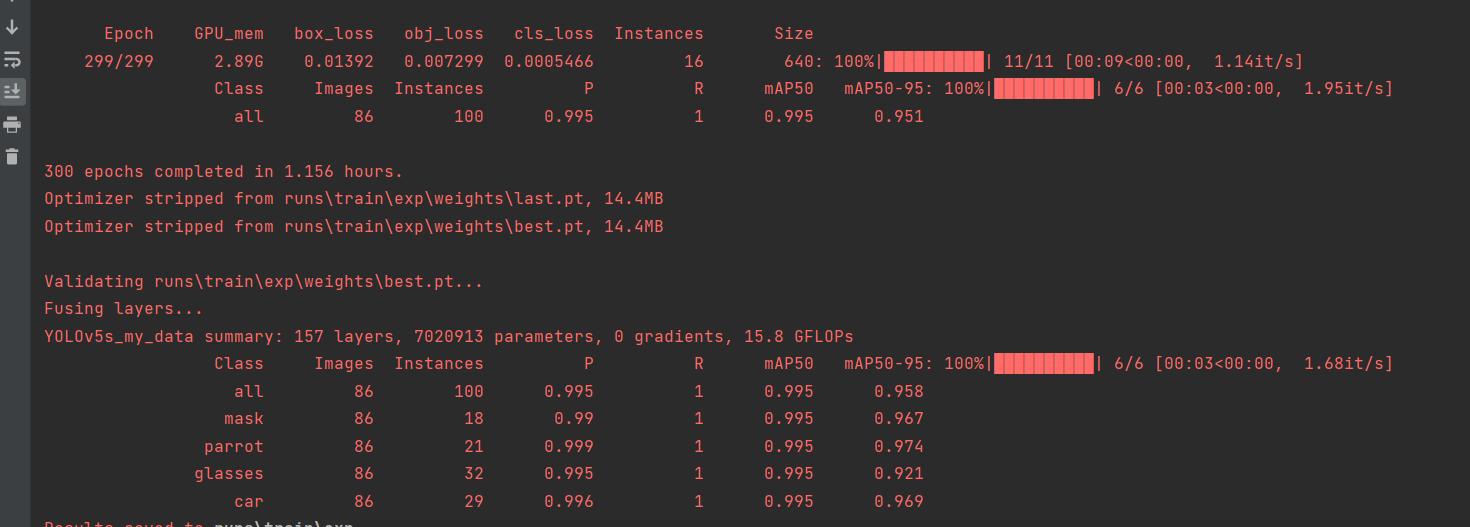 Epoch GPU_mem box_loss obj_loss cls_loss Instances Size
299/299 2.89G 0.01392 0.007299 0.0005466 16 640: 100%|██████████| 11/11 [00:09<00:00, 1.14it/s]
Class Images Instances P R mAP50 mAP50-95: 100%|██████████| 6/6 [00:03<00:00, 1.95it/s]
all 86 100 0.995 1 0.995 0.951
300 epochs completed in 1.156 hours.
Optimizer stripped from runs\train\exp\weights\last.pt, 14.4MB
Optimizer stripped from runs\train\exp\weights\best.pt, 14.4MB
Validating runs\train\exp\weights\best.pt...
Fusing layers...
YOLOv5s_my_data summary: 157 layers, 7020913 parameters, 0 gradients, 15.8 GFLOPs
Class Images Instances P R mAP50 mAP50-95: 100%|██████████| 6/6 [00:03<00:00, 1.68it/s]
all 86 100 0.995 1 0.995 0.958
mask 86 18 0.99 1 0.995 0.967
parrot 86 21 0.999 1 0.995 0.974
glasses 86 32 0.995 1 0.995 0.921
car 86 29 0.996 1 0.995 0.969
Results saved to runs\train\exp